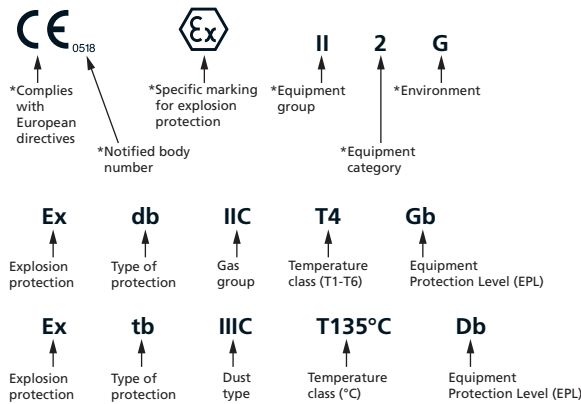 CE 0518 Ex II 2 G
*Complies
with
European
directives
*Notified body
number
*Specific marking
for explosion
protection
*Equipment
group
*Equipment
category
*Environment
Ex db IIC T4 Gb
Explosion
protection
Type of
protection
Gas
group
Temperature
class (T1-T6)
Equipment
Protection Level (EPL)
Ex tb IIIC T135°C Db
Explosion
protection
Type of
protection
Dust
type
Temperature
class (°C)
Equipment
Protection Level (EPL)